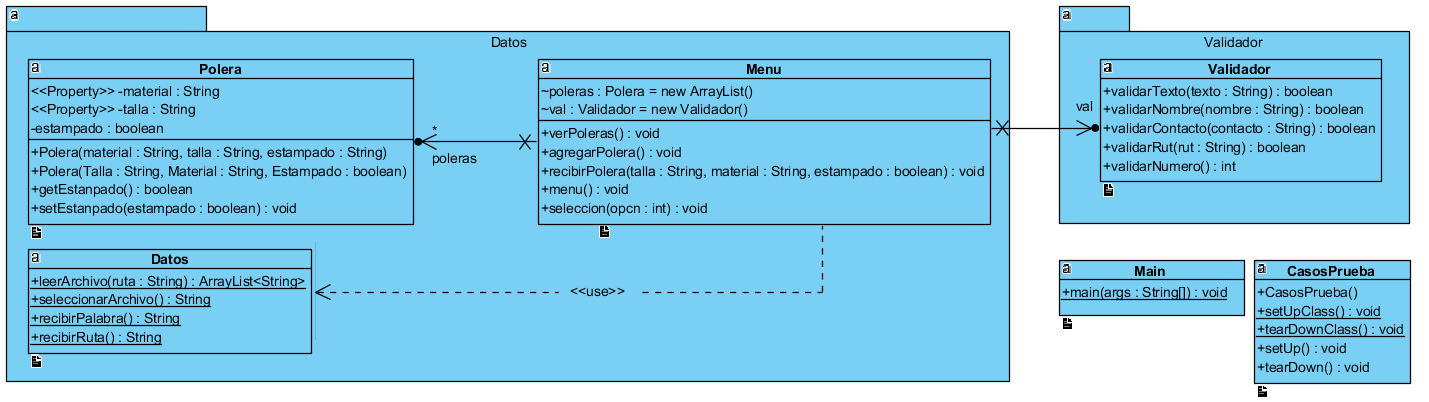 a
Datos
a
Polera
<<Property>> -material : String
<<Property>> -talla : String
-estampado : boolean
+Polera(material : String, talla : String, estampado : String)
+Polera(Talla : String, Material : String, Estampado : boolean)
+getEstanpado() : boolean
+setEstanpado(estampado : boolean) : void
*
poleras
a
Menu
~poleras : Polera = new ArrayList()
~val : Validador = new Validador()
+verPoleras() : void
+agregarPolera() : void
+recibirPolera(talla : String, material : String, estampado : boolean) : void
+menu() : void
+seleccion(opcn : int) : void
a
Datos
+leerArchivo(ruta : String) : ArrayList<String>
+seleccionarArchivo() : String
+recibirPalabra() : String
+recibirRuta() : String
<<use>>
a
Validador
val
a
Validador
+validarTexto(texto : String) : boolean
+validarNombre(nombre : String) : boolean
+validarContacto(contacto : String) : boolean
+validarRut(rut : String) : boolean
+validarNumero() : int
a
Main
+main(args : String[]) : void
a
CasosPrueba
+CasosPrueba()
+setUpClass() : void
+tearDownClass() : void
+setUp() : void
+tearDown() : void